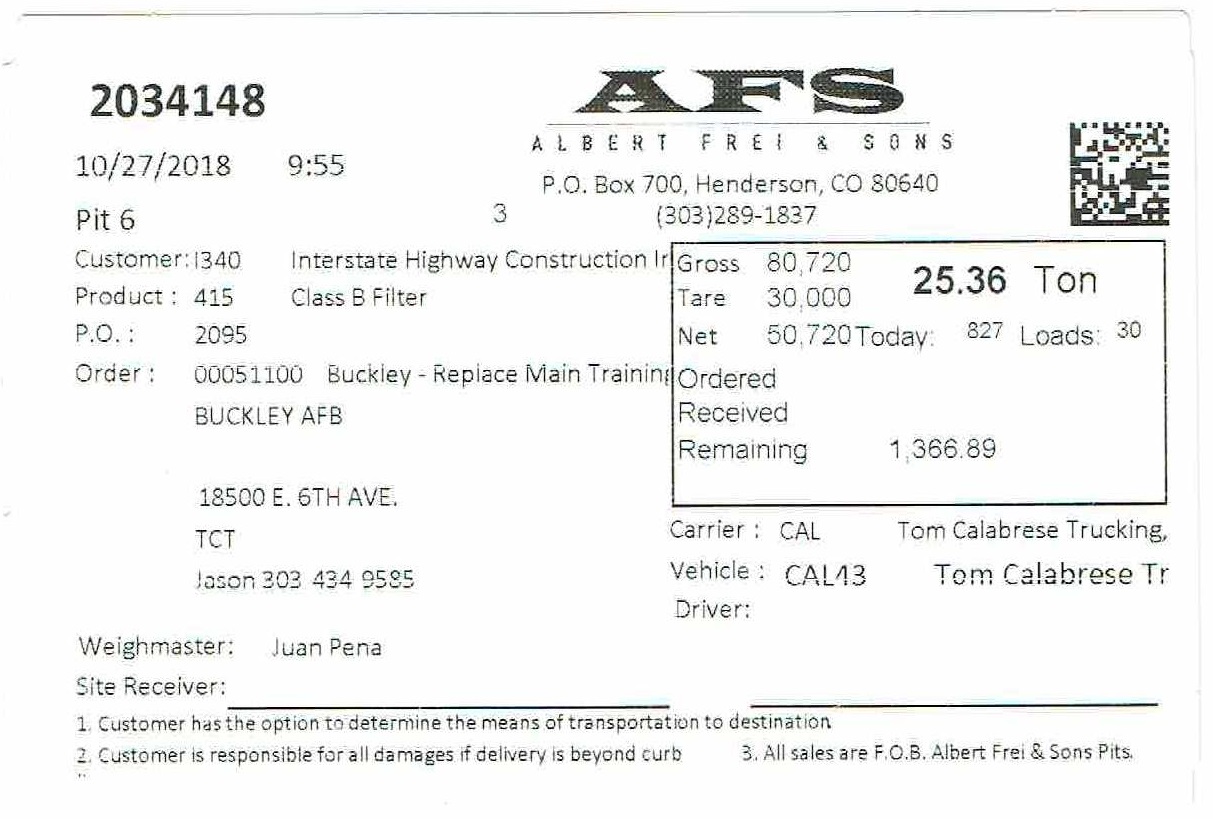 2034148
AFS
ALBERT FREI & SONS
10/27/2018 9:55
P.O. Box 700, Henderson, CO 80640
Pit 6 3 (303)289-1837
Customer: I340 Interstate Highway Construction Ir
Product : 415 Class B Filter
P.O. : 2095
Order : 00051100 Buckley - Replace Main Training
BUCKLEY AFB
18500 E. 6TH AVE.
TCT
Jason 303 434 9585
Gross 80,720 25.36 Ton
Tare 30,000
Net 50,720 Today: 827 Loads: 30
Ordered
Received
Remaining 1,366.89
Carrier : CAL Tom Calabrese Trucking,
Vehicle : CAL43 Tom Calabrese Tr
Driver:
Weighmaster: Juan Pena
Site Receiver:
1. Customer has the option to determine the means of transportation to destination
2. Customer is responsible for all damages if delivery is beyond curb 3. All sales are F.O.B. Albert Frei & Sons Pits.